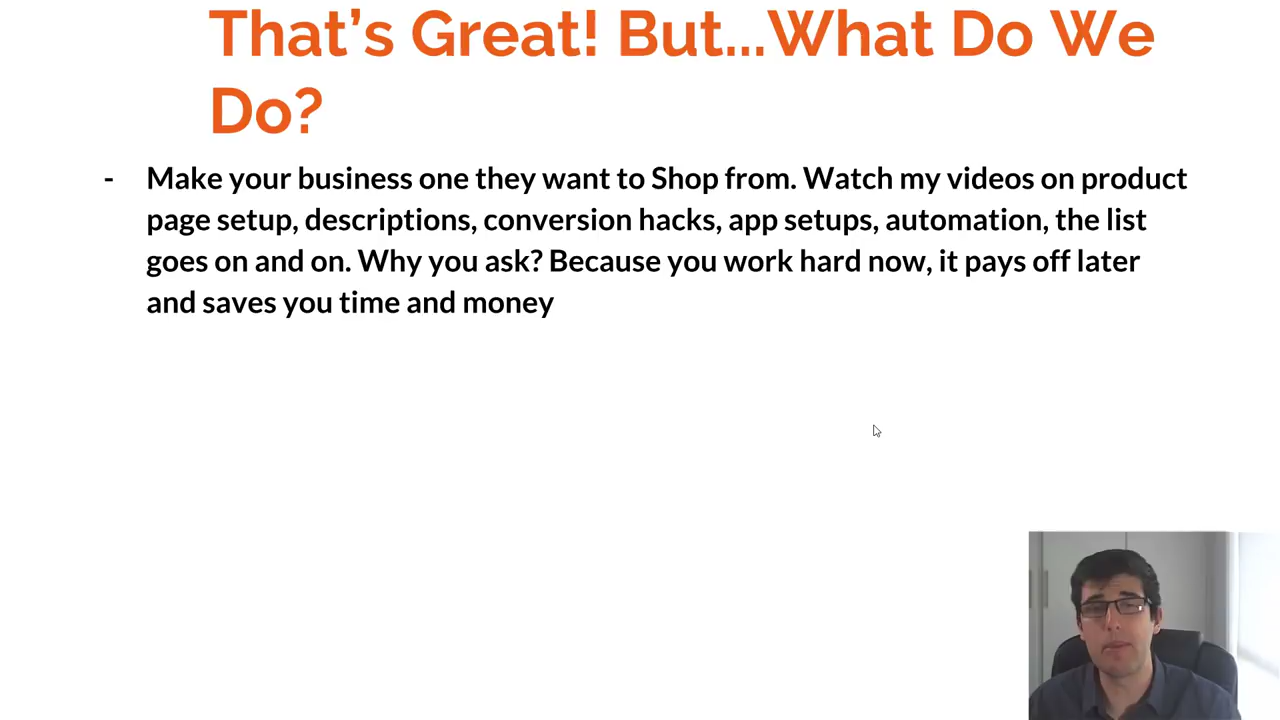 That’s Great! But...What Do We
Do?
- Make your business one they want to Shop from. Watch my videos on product
page setup, descriptions, conversion hacks, app setups, automation, the list
goes on and on. Why you ask? Because you work hard now, it pays off later
and saves you time and money